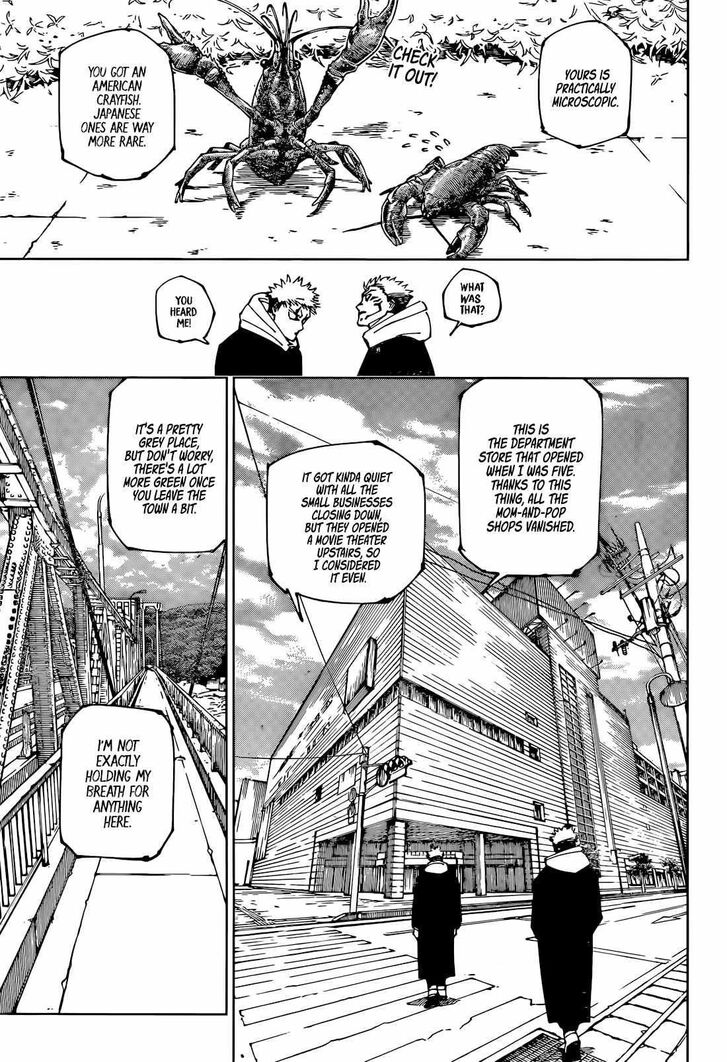 YOURS IS
PRACTICALLY
MICROSCOPIC.
CHECK
IT OUT!
YOU GOT AN
AMERICAN
CRAYFISH.
JAPANESE
ONES ARE WAY
MORE RARE.
WHAT
WAS
THAT?
YOU
HEARD
ME!
THIS IS
THE DEPARTMENT
STORE THAT OPENED
WHEN I WAS FIVE.
THANKS TO THIS
THING, ALL THE
MOM-AND-POP
SHOPS VANISHED.
IT GOT KINDA QUIET
WITH ALL THE
SMALL BUSINESSES
CLOSING DOWN,
BUT THEY OPENED
A MOVIE THEATER
UPSTAIRS, SO
I CONSIDERED
IT EVEN.
IT'S A PRETTY
GREY PLACE,
BUT DON'T WORRY,
THERE'S A LOT
MORE GREEN ONCE
YOU LEAVE THE
TOWN A BIT.
I'M NOT
EXACTLY
HOLDING MY
BREATH FOR
ANYTHING
HERE.